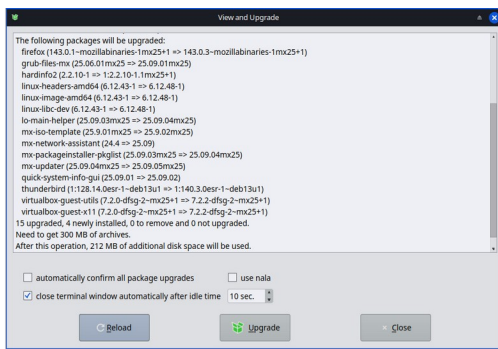 View and Upgrade
The following packages will be upgraded:
firefox (143.0.1~mozillabinaries-1mx25+1 => 143.0.3~mozillabinaries-1mx25+1)
grub-files-mx (25.06.01mx25 => 25.09.01mx25)
hardinfo2 (2.2.10-1 => 1:2.2.10-1.1mx25+1)
linux-headers-amd64 (6.12.43-1 => 6.12.48-1)
linux-image-amd64 (6.12.43-1 => 6.12.48-1)
linux-libc-dev (6.12.43-1 => 6.12.48-1)
lo-main-helper (25.09.03mx25 => 25.09.04mx25)
mx-iso-template (25.9.01mx25 => 25.9.02mx25)
mx-network-assistant (24.4 => 25.09)
mx-packageinstaller-pkglist (25.09.03mx25 => 25.09.04mx25)
mx-updater (25.09.04mx25 => 25.09.05mx25)
quick-system-info-gui (25.09.01 => 25.09.02)
thunderbird (1:128.14.0esr-1~deb13u1 => 1:140.3.0esr-1~deb13u1)
virtualbox-guest-utils (7.2.0-dfsg-2~mx25+1 => 7.2.2-dfsg-2~mx25+1)
virtualbox-guest-x11 (7.2.0-dfsg-2~mx25+1 => 7.2.2-dfsg-2~mx25+1)
15 upgraded, 4 newly installed, 0 to remove and 0 not upgraded.
Need to get 300 MB of archives.
After this operation, 212 MB of additional disk space will be used.
automatically confirm all package upgrades
use nala
close terminal window automatically after idle time 10 sec.
Reload
Upgrade
Close